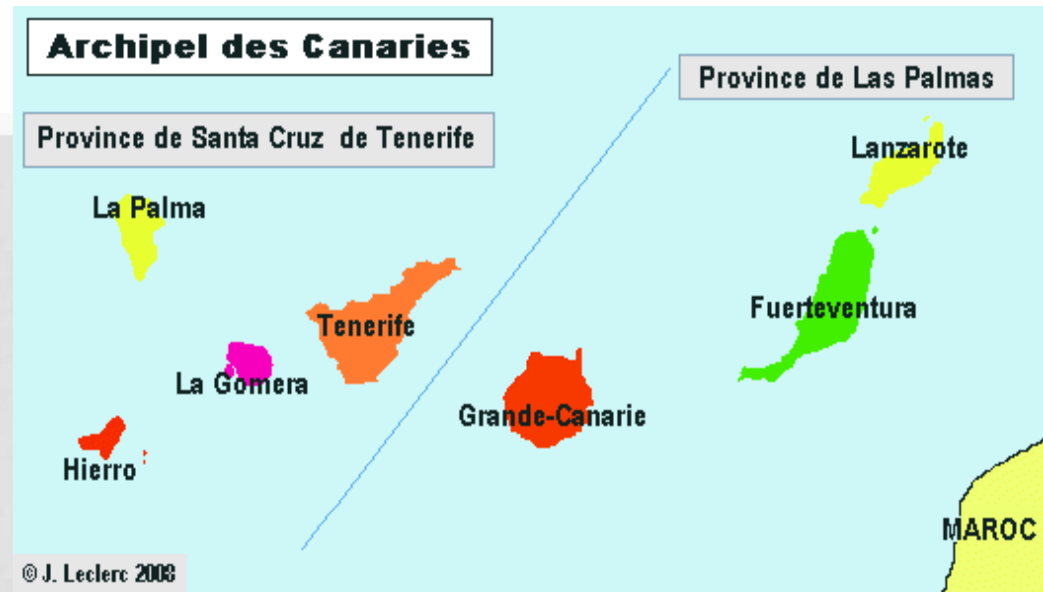 Archipel des Canaries
Province de Las Palmas
Province de Santa Cruz de Tenerife
Lanzarote
La Palma
Fuerteventura
Tenerife
La Gomera
Grande-Canarie
Hierro
MAROC
© J. Leclerc 2008